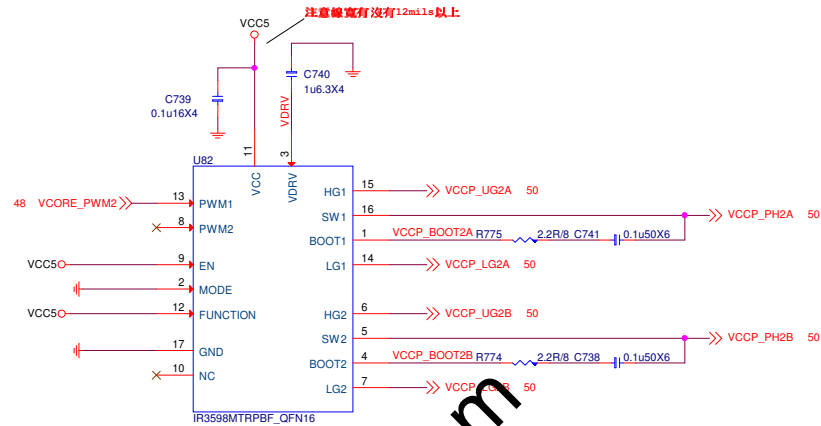 注意線寬有沒有12mils以上
VCC5
C740
1u6.3X4
C739
0.1u16X4
VDRV
11
3
U82
VCC
VDRV
48 VCORE_PWM2
13 PWM1
8 PWM2
VCC5
9 EN
2 MODE
VCC5
12 FUNCTION
17 GND
10 NC
HG1 15 VCCP_UG2A 50
SW1 16 VCCP_PH2A 50
BOOT1 1 VCCP_BOOT2A R775 2.2R/8 C741 0.1u50X6
LG1 14 VCCP_LG2A 50
HG2 6 VCCP_UG2B 50
SW2 5 VCCP_PH2B 50
BOOT2 4 VCCP_BOOT2B R774 2.2R/8 C738 0.1u50X6
LG2 7 50
IR3598MTRPBF_QFN16
m